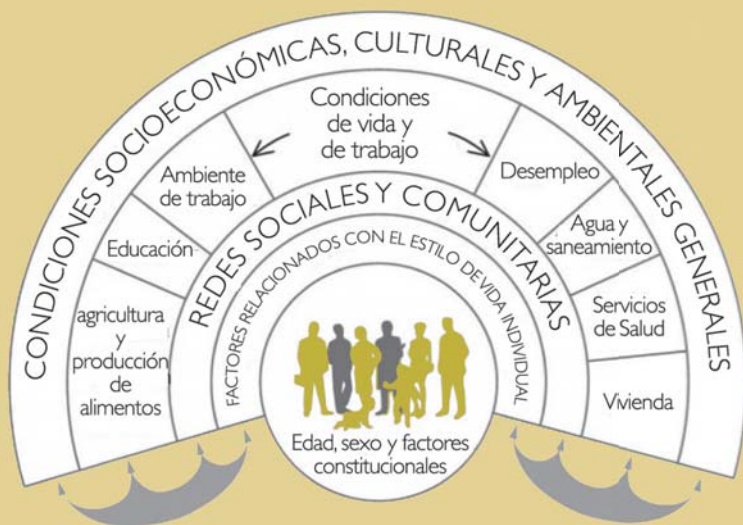 CONDICIONES SOCIOECONÓMICAS, CULTURALES Y AMBIENTALES GENERALES
Condiciones
de vida y
de trabajo
Ambiente
de trabajo
Desempleo
Educación
Agua y
saneamiento
agricultura
y
producción
de
alimentos
Servicios
de Salud
Vivienda
REDES SOCIALES Y COMUNITARIAS
FACTORES RELACIONADOS CON EL ESTILO DE VIDA INDIVIDUAL
Edad, sexo y factores
constitucionales